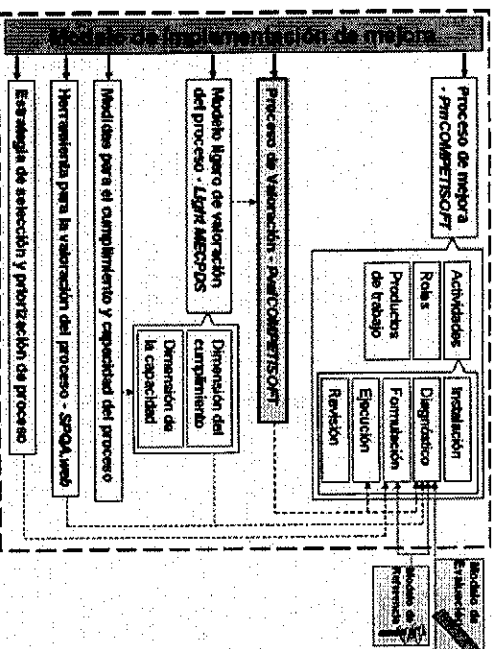 Modelo de implementación de mejora
Proceso de mejora
- PmCOMPETISOFT
Actividades
Roles
Productos
de trabajo
Instalación
Diagnóstico
Formulación
Ejecución
Revisión
Modelo de
Evaluación
Modelo de
Referencia
Proceso de Valoración - PvalCOMPETISOFT
Modelo ligero de valoración
del proceso - Light MECPDS
Dimensión del
cumplimiento
Dimensión de
la capacidad
Medidas para el cumplimiento y capacidad del proceso
Herramienta para la valoración del proceso - SPQA.web
Estrategia de selección y priorización de proceso